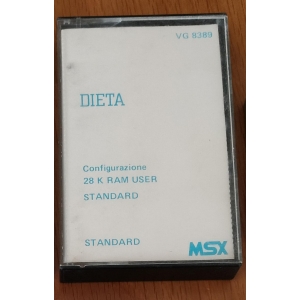 VG 8389
DIETA
Configurazione
28 K RAM USER
STANDARD
STANDARD
MSX